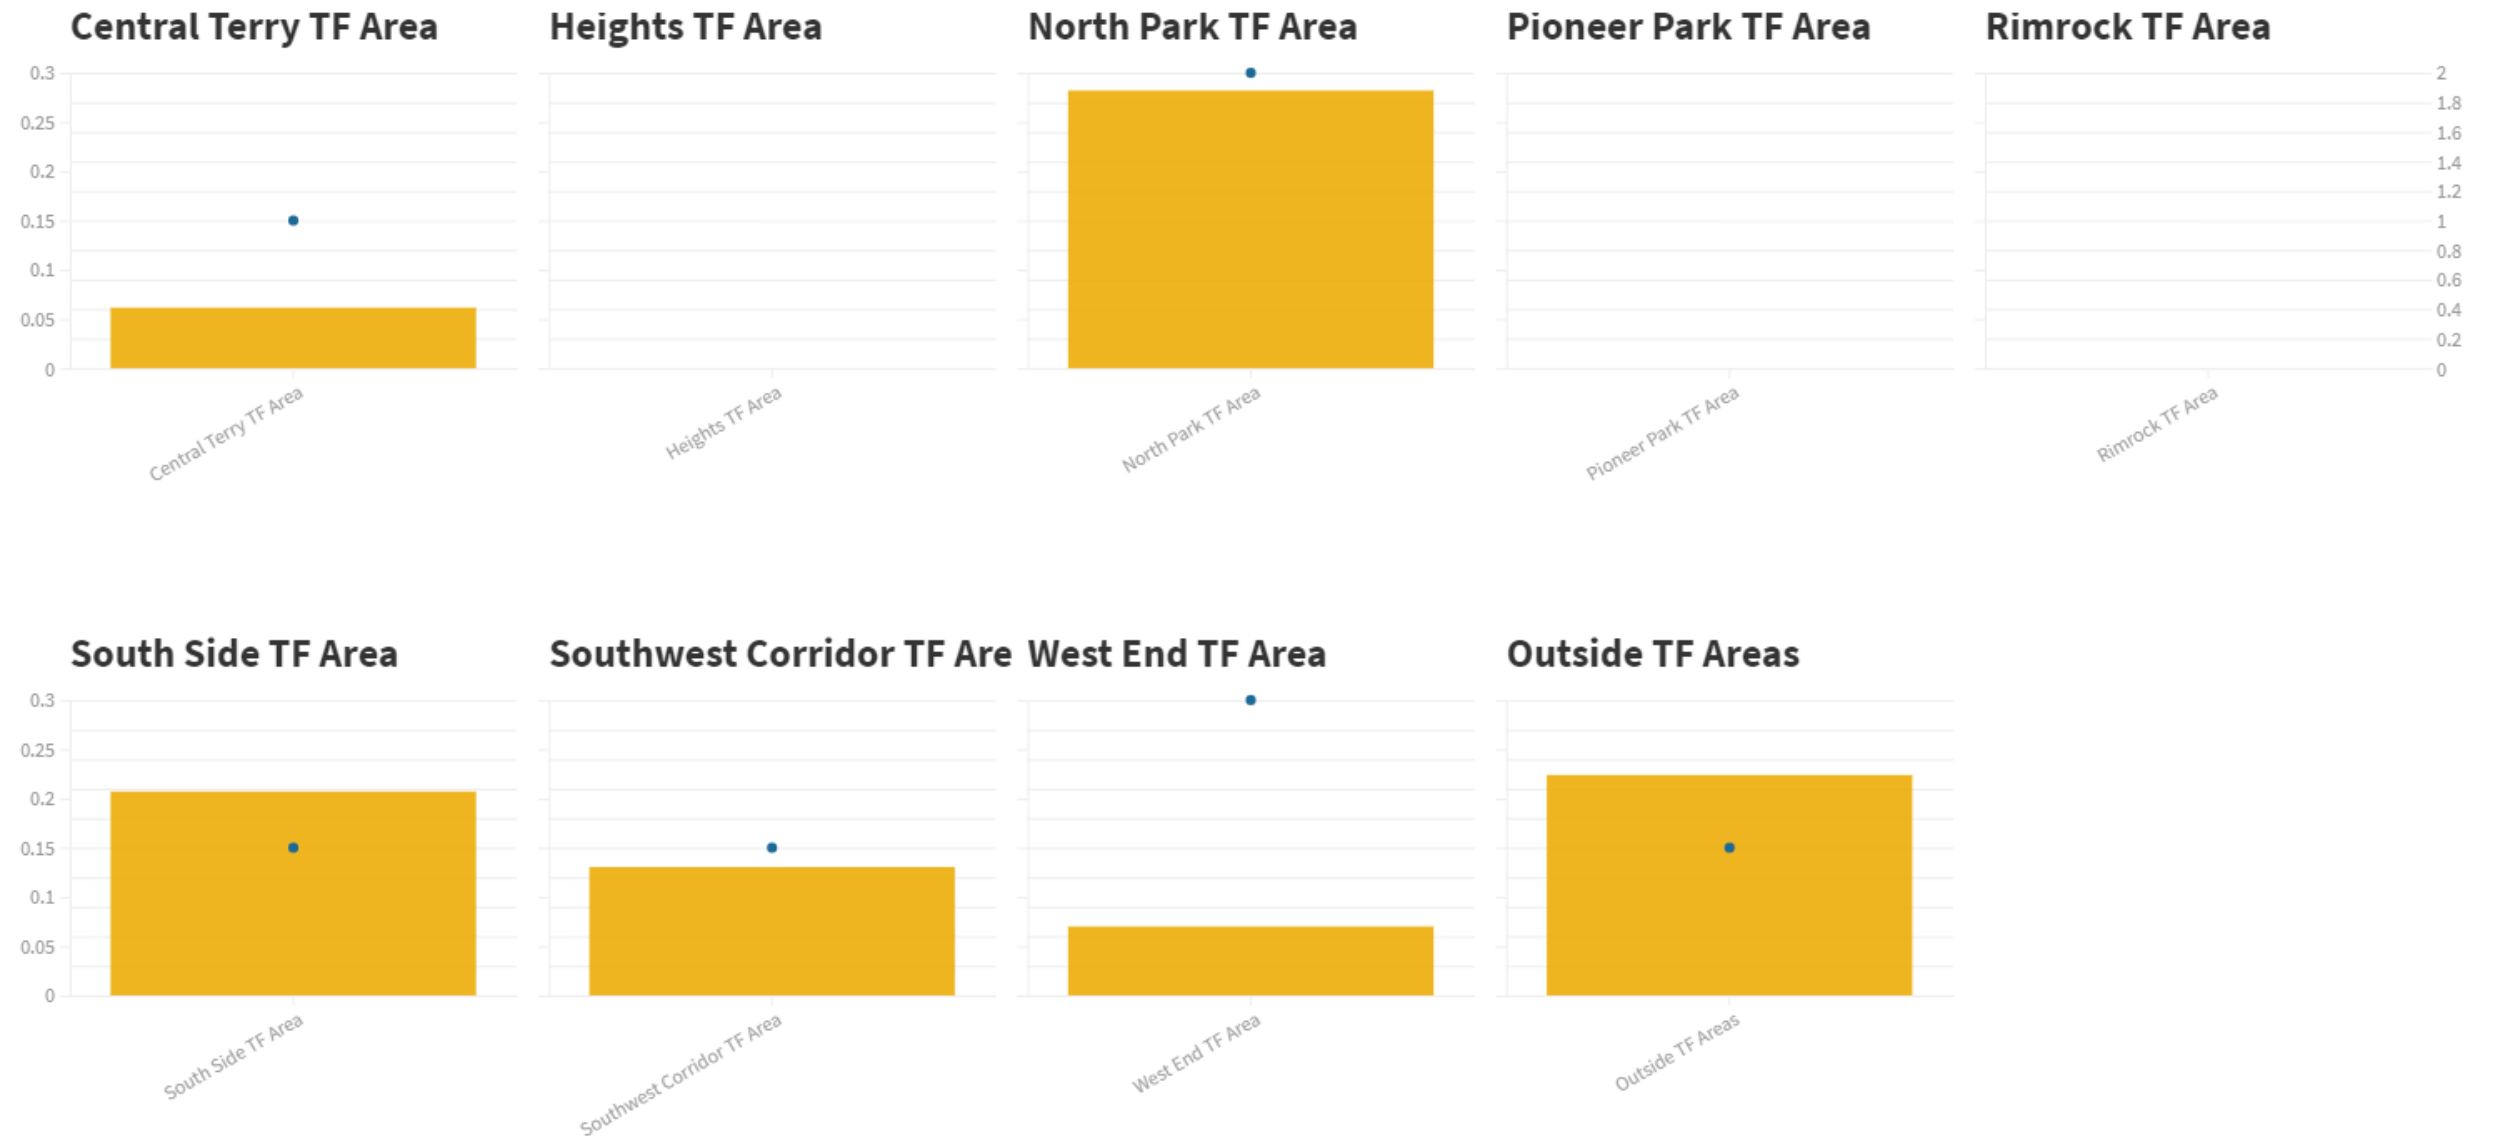 Central Terry TF Area
Heights TF Area
North Park TF Area
Pioneer Park TF Area
Rimrock TF Area
0.3
0.25
0.2
0.15
0.1
0.05
0
2
1.8
1.6
1.4
1.2
1
0.8
0.6
0.4
0.2
0
Central Terry TF Area
Heights TF Area
North Park TF Area
Pioneer Park TF Area
Rimrock TF Area
South Side TF Area
Southwest Corridor TF Are
West End TF Area
Outside TF Areas
0.3
0.25
0.2
0.15
0.1
0.05
0
South Side TF Area
Southwest Corridor TF Area
West End TF Area
Outside TF Areas